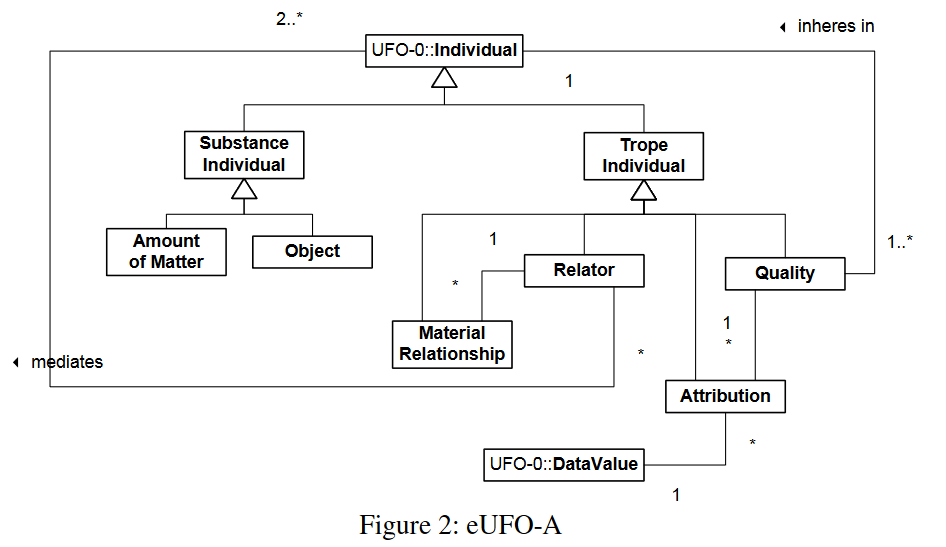 2..*
◄ inheres in
UFO-0::Individual
1
Substance
Individual
Trope
Individual
Amount
of Matter
Object
1
1..*
Relator
Quality
*
Material
Relationship
1
*
◄ mediates
*
Attribution
*
UFO-0::DataValue
1
Figure 2: eUFO-A